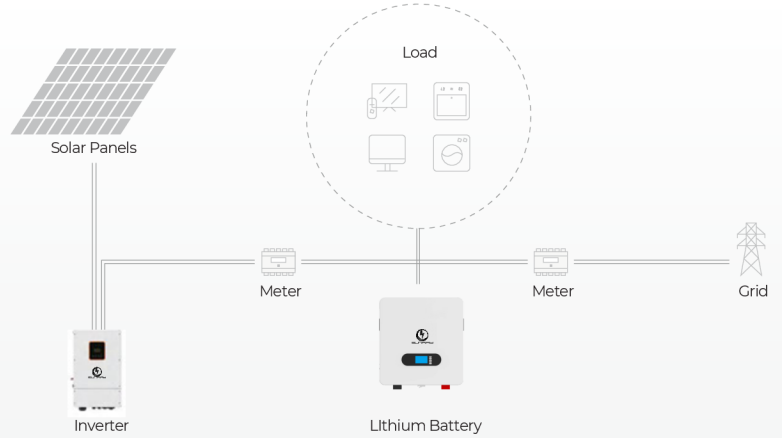 Load
Solar Panels
Meter
Meter
Grid
Inverter
LIthium Battery